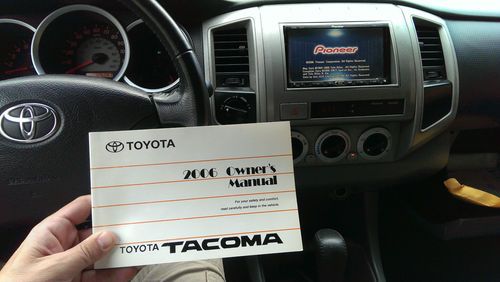 Pioneer
TOYOTA
2006 Owner's
Manual
For your safety and comfort,
read carefully and keep in the vehicle.
TOYOTA TACOMA